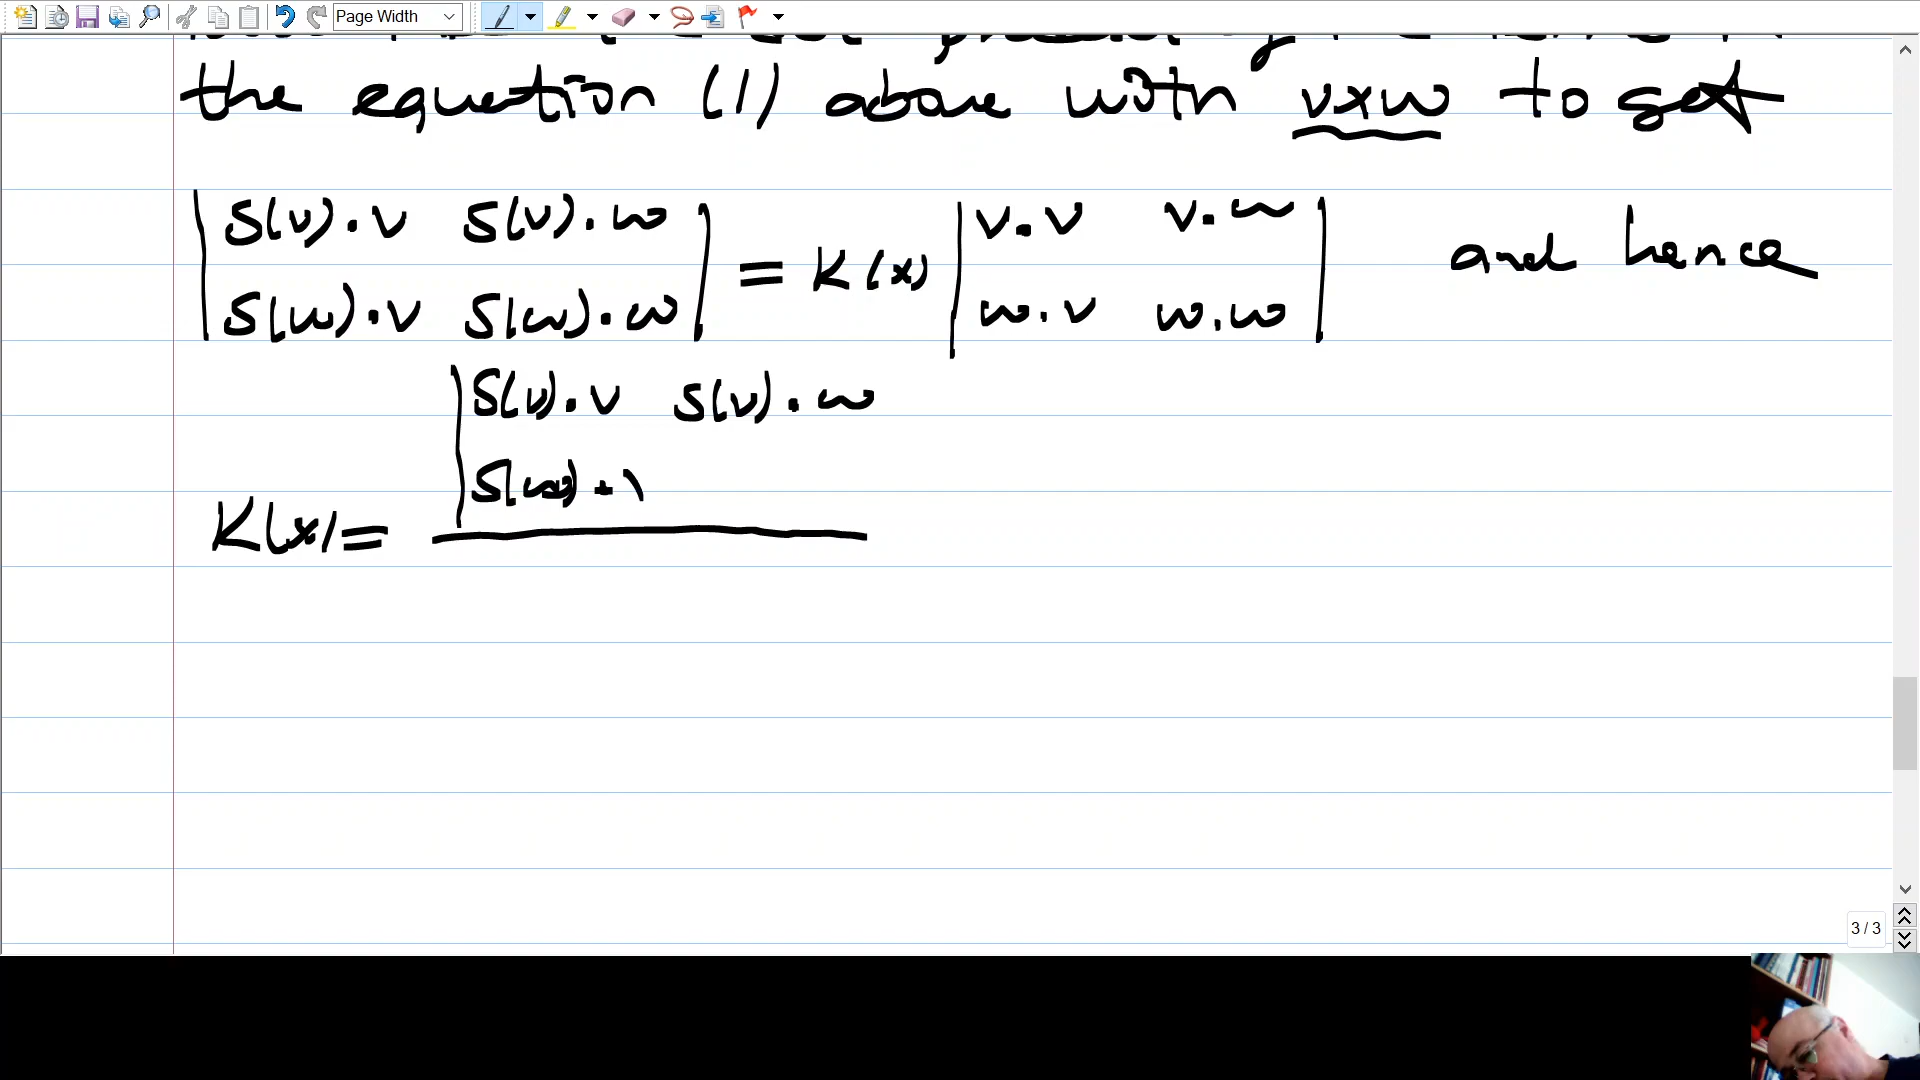 Page Width
the equation (1) above with v×w to get
| S(v)·v S(v)·w | = K(x) | v·v v·w | and hence
| S(w)·v S(w)·w | | w·v w·w |
| S(v)·v S(v)·w
| S(w)·
K(x) =
3 / 3